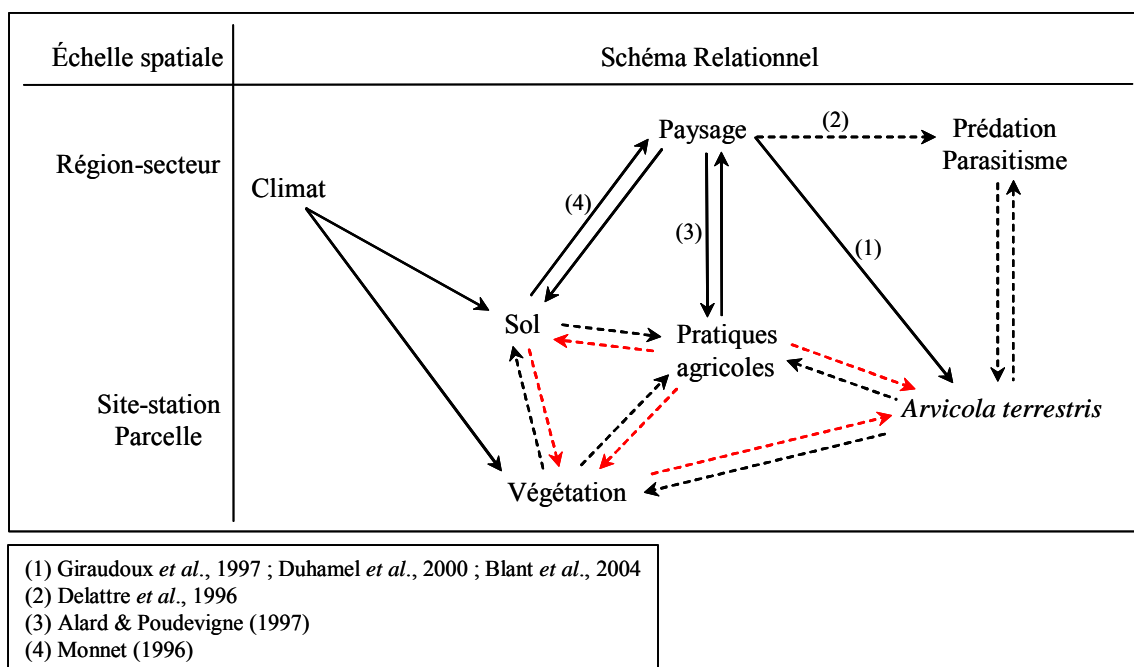 Échelle spatiale
Schéma Relationnel
Région-secteur
Climat
Paysage
(2)
Prédation
Parasitisme
(4)
(3)
(1)
Sol
Pratiques
agricoles
Site-station
Parcelle
Arvicola terrestris
Végétation
(1) Giraudoux et al., 1997 ; Duhamel et al., 2000 ; Blant et al., 2004
(2) Delattre et al., 1996
(3) Alard & Poudevigne (1997)
(4) Monnet (1996)